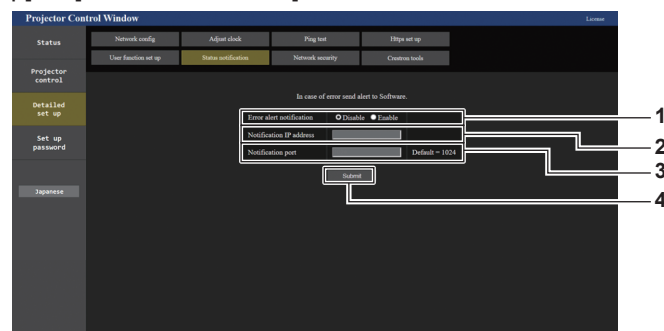 Projector Control Window
License
Status
Network config
Adjust clock
Ping test
Https set up
User function set up
Status notification
Network security
Crestron tools
Projector
control
Detailed
set up
Set up
password
Japanese
In case of error send alert to Software.
Error alert notification
Disable
Enable
Notification IP address
Notification port
Default = 1024
Submit
1
2
3
4